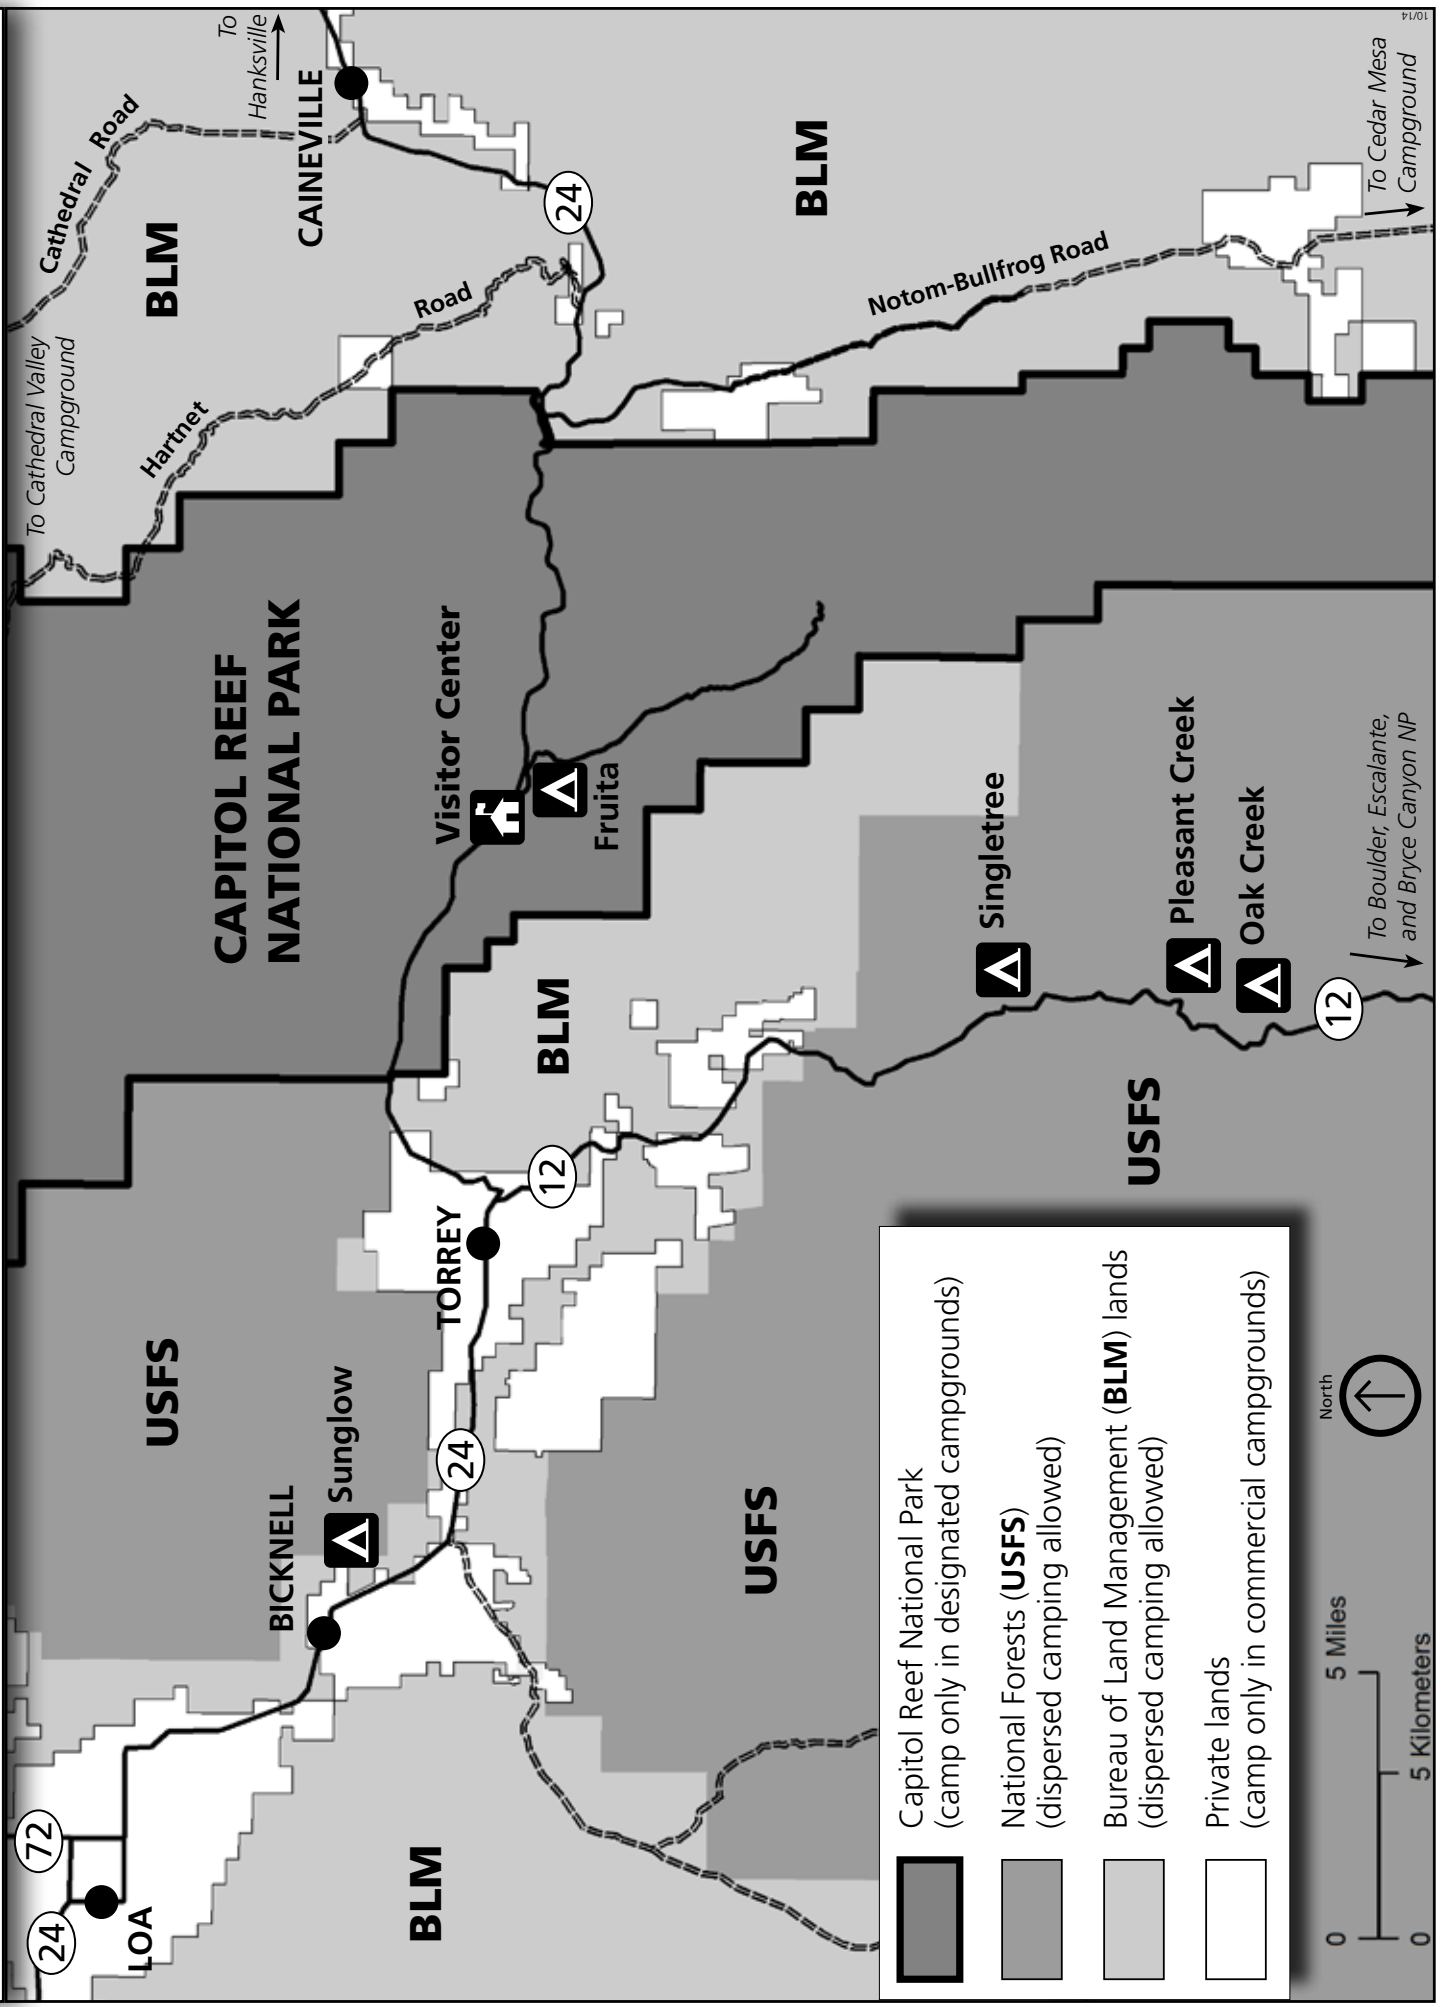 To
Hanksville
CAINEVILLE
Cathedral Road
BLM
To Cathedral Valley
Campground
Hartnet Road
24
BLM
Notom-Bullfrog Road
To Cedar Mesa
Campground
10/14
CAPITOL REEF
NATIONAL PARK
Visitor Center
Fruita
BLM
Singletree
Pleasant Creek
Oak Creek
12
To Boulder, Escalante,
and Bryce Canyon NP
USFS
12
TORREY
USFS
Sunglow
BICKNELL
24
USFS
72
24
LOA
BLM
Capitol Reef National Park
(camp only in designated campgrounds)
National Forests (USFS)
(dispersed camping allowed)
Bureau of Land Management (BLM) lands
(dispersed camping allowed)
Private lands
(camp only in commercial campgrounds)
North
0 5 Miles
0 5 Kilometers